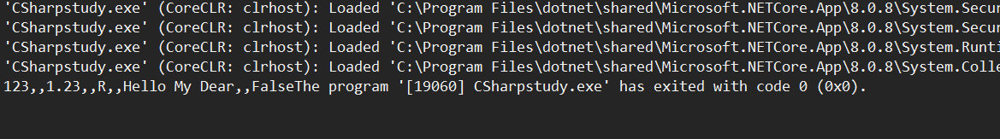 'CSharpstudy.exe' (CoreCLR: clrhost): Loaded 'C:\Program Files\dotnet\shared\Microsoft.NETCore.App\8.0.8\System.Secur
'CSharpstudy.exe' (CoreCLR: clrhost): Loaded 'C:\Program Files\dotnet\shared\Microsoft.NETCore.App\8.0.8\System.Secur
'CSharpstudy.exe' (CoreCLR: clrhost): Loaded 'C:\Program Files\dotnet\shared\Microsoft.NETCore.App\8.0.8\System.Runti
'CSharpstudy.exe' (CoreCLR: clrhost): Loaded 'C:\Program Files\dotnet\shared\Microsoft.NETCore.App\8.0.8\System.Colle
123,,1.23,,R,,Hello My Dear,,FalseThe program '[19060] CSharpstudy.exe' has exited with code 0 (0x0).